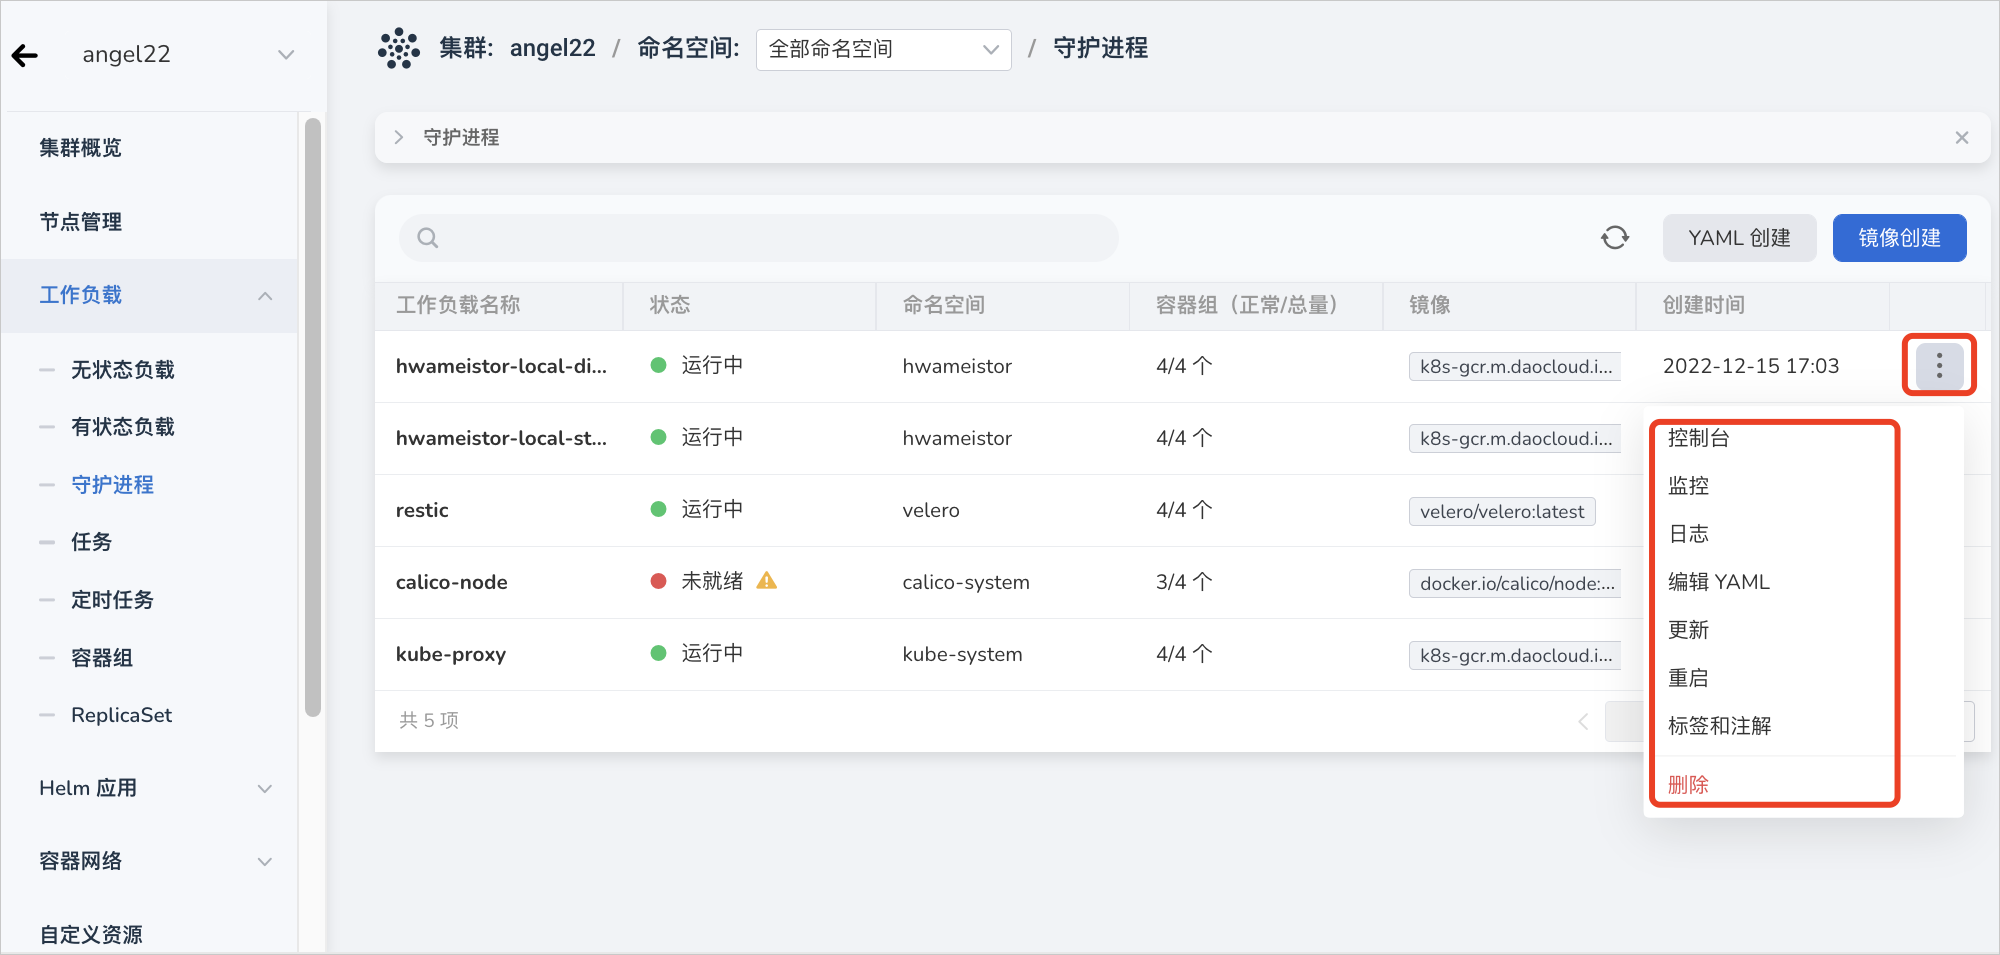 angel22
集群概览
节点管理
工作负载
无状态负载
有状态负载
守护进程
任务
定时任务
容器组
ReplicaSet
Helm 应用
容器网络
自定义资源
集群: angel22 / 命名空间: 全部命名空间 / 守护进程
守护进程
YAML 创建 镜像创建
工作负载名称 状态 命名空间 容器组（正常/总量） 镜像 创建时间
hwameistor-local-di... 运行中 hwameistor 4/4 个 k8s-gcr.m.daocloud.i... 2022-12-15 17:03
hwameistor-local-st... 运行中 hwameistor 4/4 个 k8s-gcr.m.daocloud.i...
restic 运行中 velero 4/4 个 velero/velero:latest
calico-node 未就绪 calico-system 3/4 个 docker.io/calico/node:...
kube-proxy 运行中 kube-system 4/4 个 k8s-gcr.m.daocloud.i...
共 5 项
控制台
监控
日志
编辑 YAML
更新
重启
标签和注解
删除